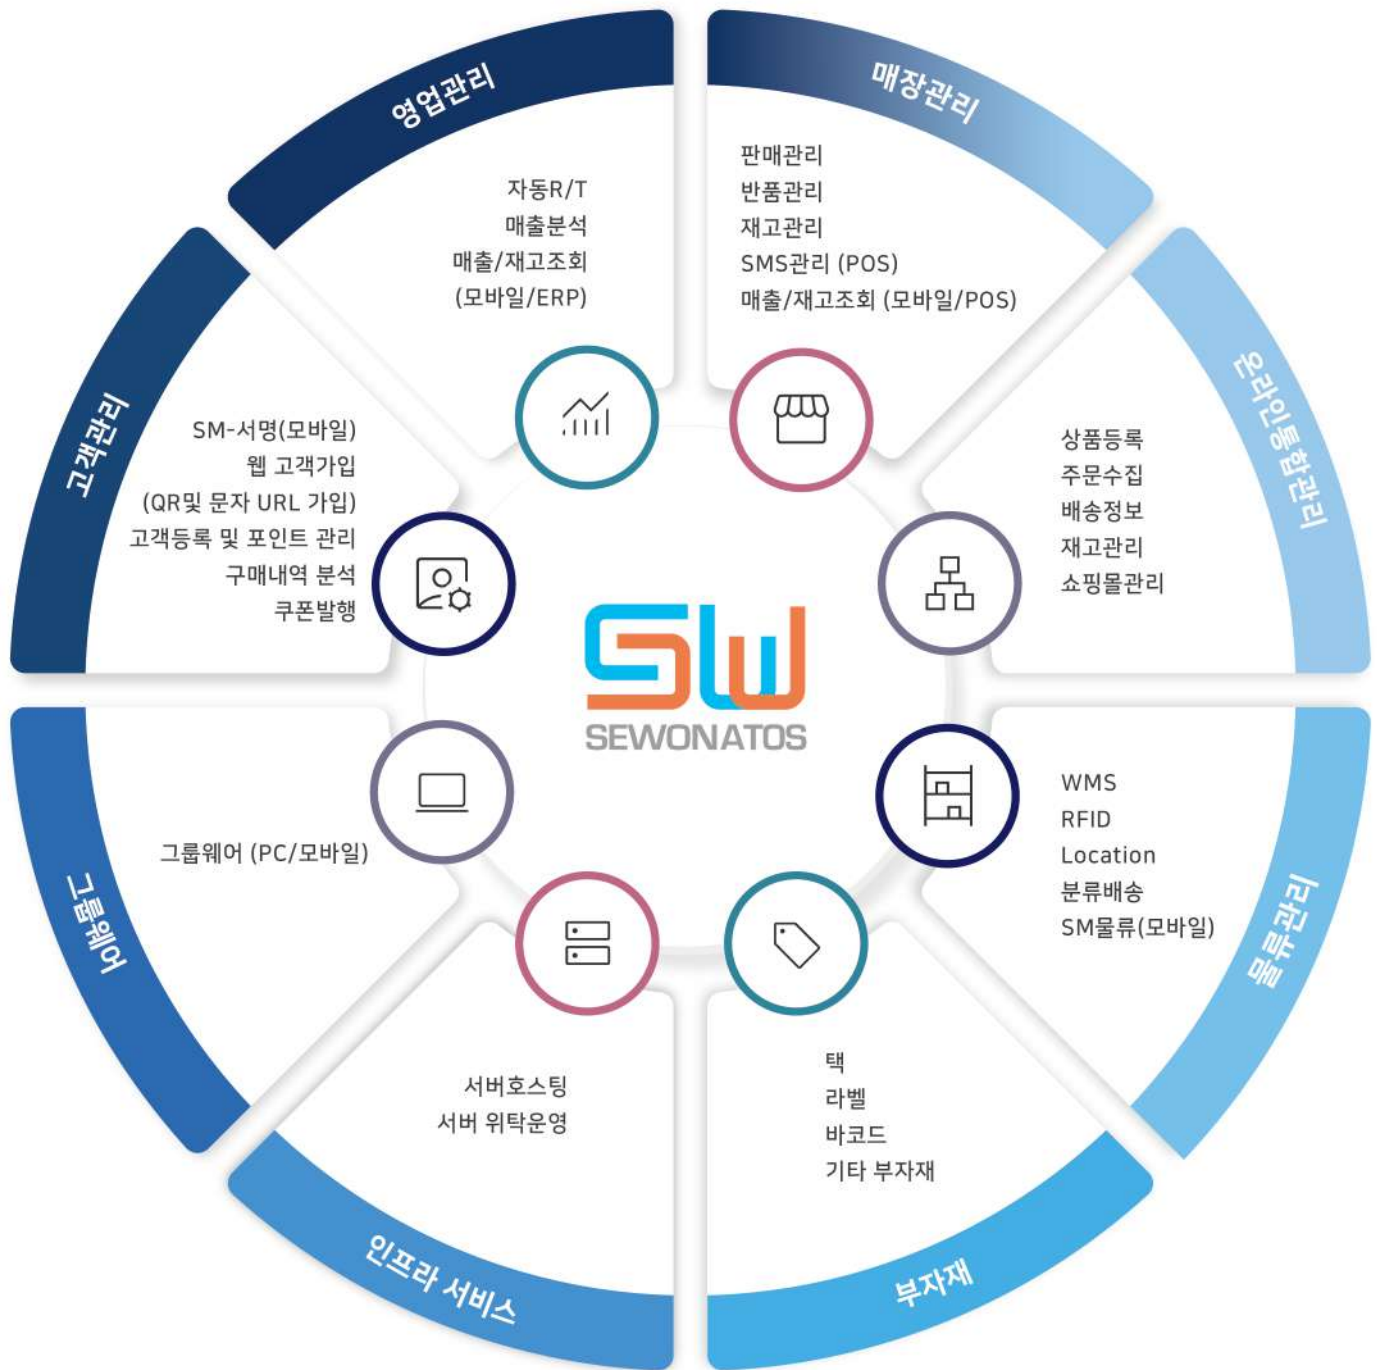 영업관리
자동R/T
매출분석
매출/재고조회
(모바일/ERP)
매장관리
판매관리
반품관리
재고관리
SMS관리 (POS)
매출/재고조회 (모바일/POS)
온라인통합관리
상품등록
주문수집
배송정보
재고관리
쇼핑몰관리
물류관리
WMS
RFID
Location
분류배송
SM물류(모바일)
부자재
택
라벨
바코드
기타 부자재
인프라 서비스
서버호스팅
서버 위탁운영
그룹웨어
그룹웨어 (PC/모바일)
고객관리
SM-서명(모바일)
웹 고객가입
(QR및 문자 URL 가입)
고객등록 및 포인트 관리
구매내역 분석
쿠폰발행
SW
SEWONATOS